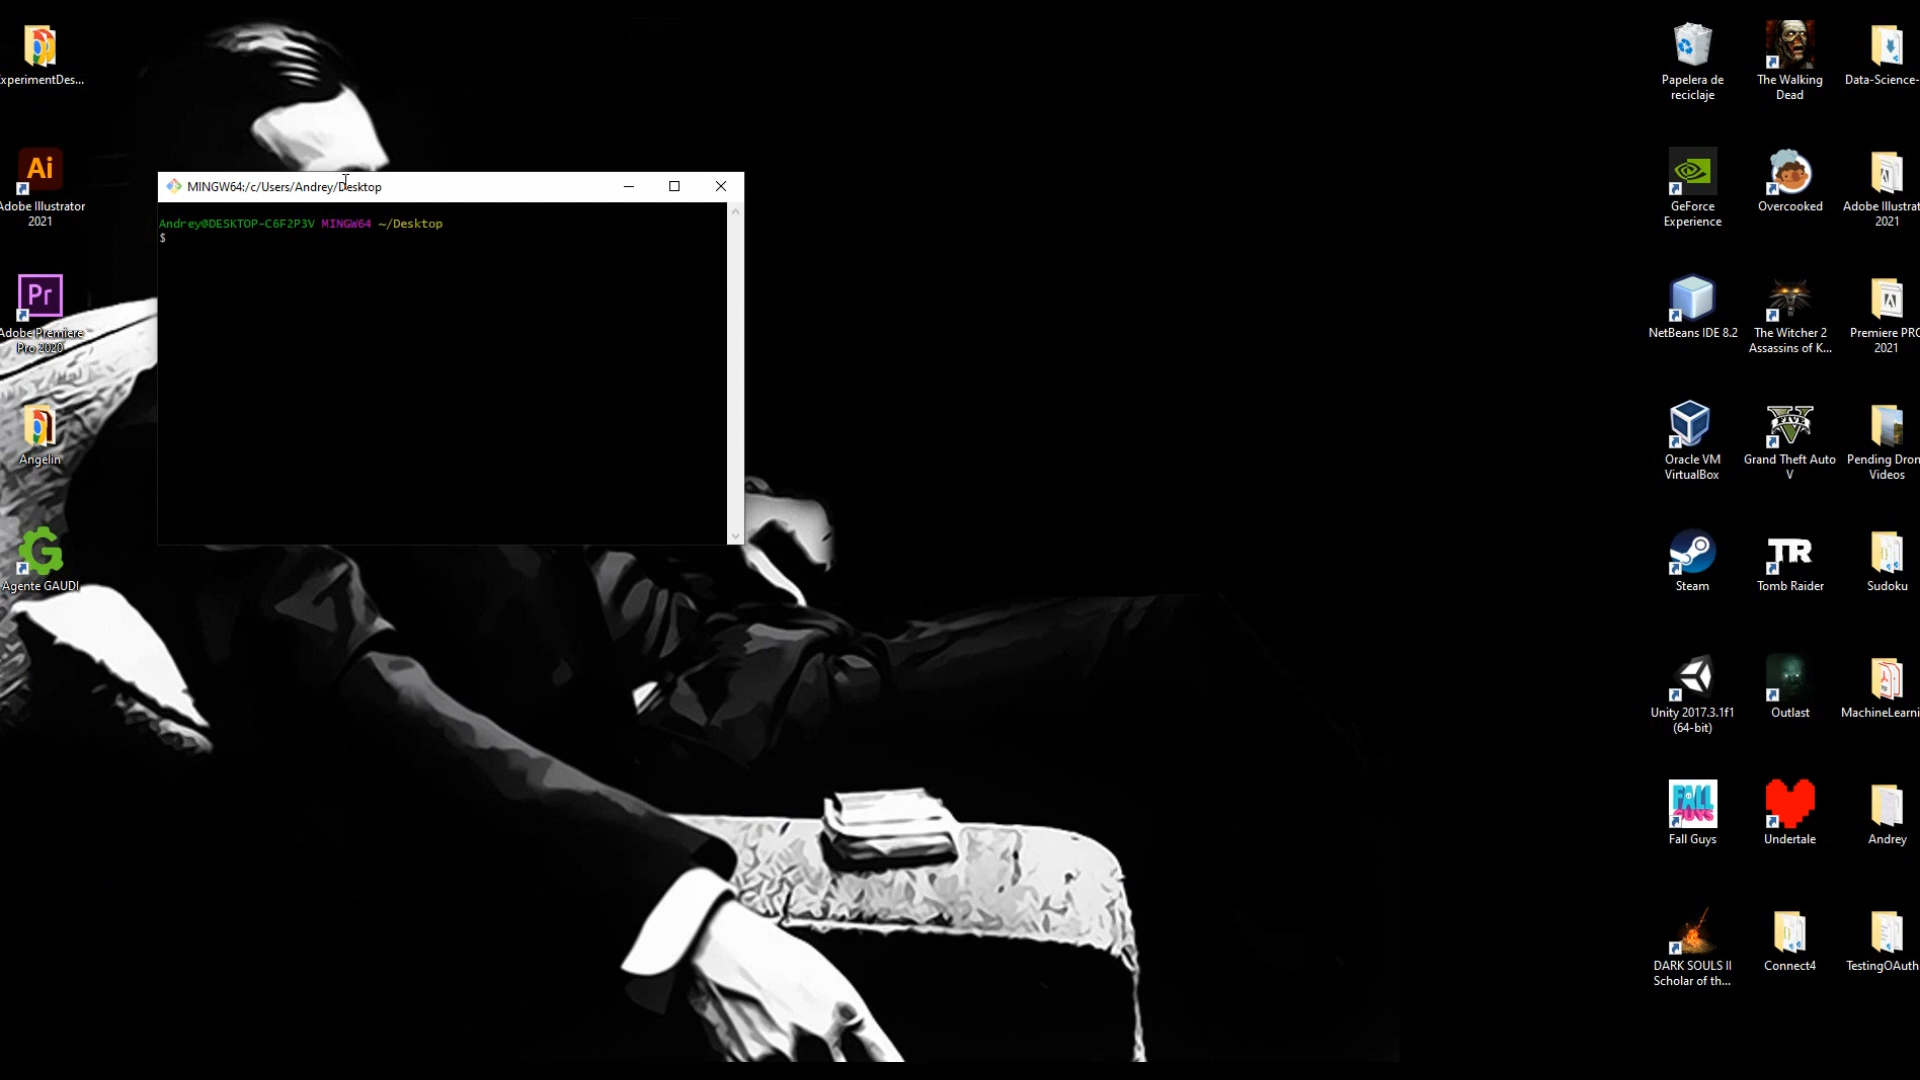 xperimentDes...
Ai
Adobe Illustrator
2021
Pr
Adobe Premiere
Pro 2020
Angelin
Agente GAUDI
MINGW64:/c/Users/Andrey/Desktop
Andrey@DESKTOP-C6F2P3V MINGW64 ~/Desktop
$
Papelera de
reciclaje
The Walking
Dead
Data-Science-
GeForce
Experience
Overcooked
Adobe Illustrat
2021
NetBeans IDE 8.2
The Witcher 2
Assassins of K...
Premiere PRO
2021
Oracle VM
VirtualBox
FIVE
Grand Theft Auto
V
Pending Dron
Videos
Steam
TR
Tomb Raider
Sudoku
Unity 2017.3.1f1
(64-bit)
Outlast
MachineLearni
FALL
GUYS
Fall Guys
Undertale
Andrey
DARK SOULS II
Scholar of th...
Connect4
TestingOAuth